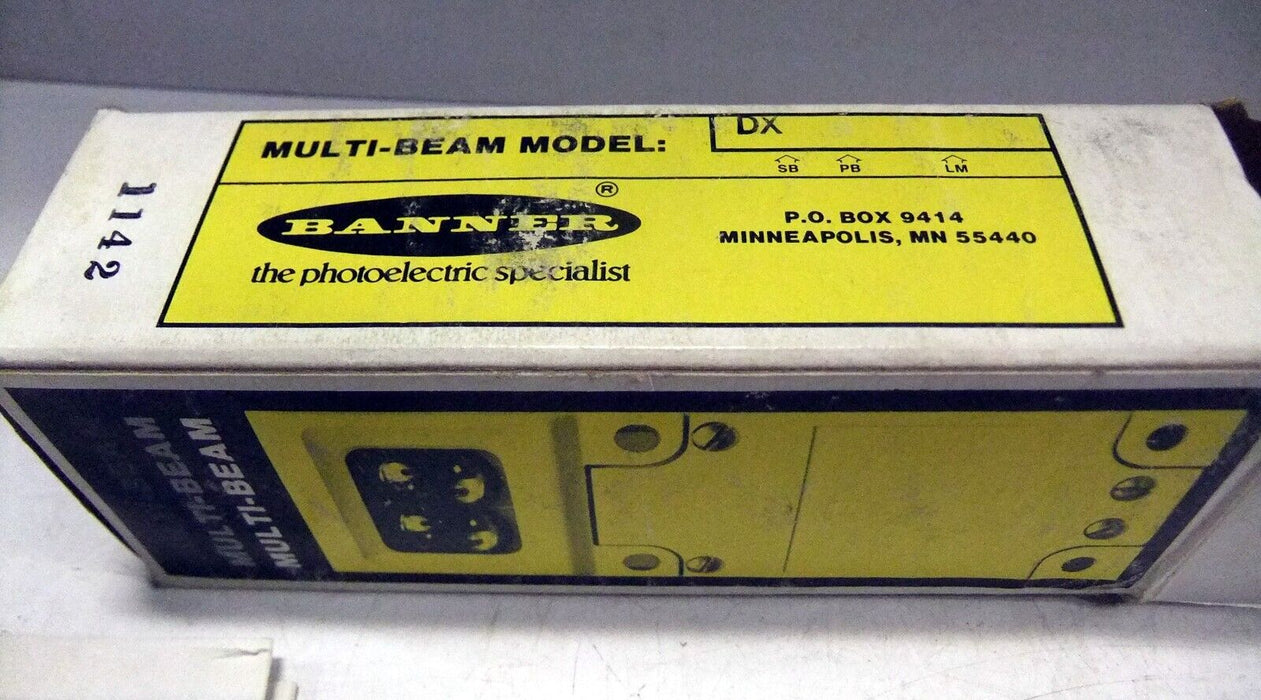 MULTI-BEAM MODEL: DX
SB PB LM
BANNER ®
the photoelectric specialist
P.O. BOX 9414
MINNEAPOLIS, MN 55440
1142
MULTI-BEAM
MULTI-BEAM